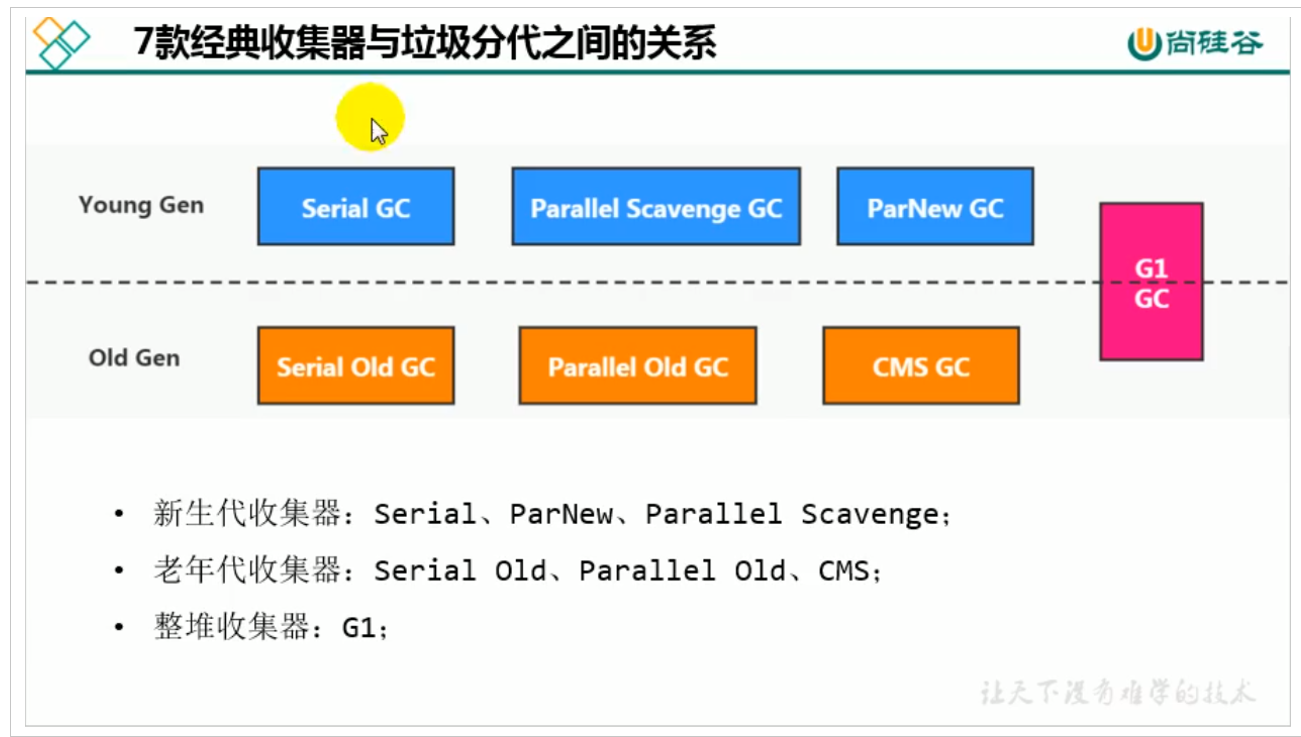 7款经典收集器与垃圾分代之间的关系
尚硅谷
Young Gen
Serial GC
Parallel Scavenge GC
ParNew GC
G1
GC
Old Gen
Serial Old GC
Parallel Old GC
CMS GC
• 新生代收集器：Serial、ParNew、Parallel Scavenge；
• 老年代收集器：Serial Old、Parallel Old、CMS；
• 整堆收集器：G1；
让天下没有难学的技术